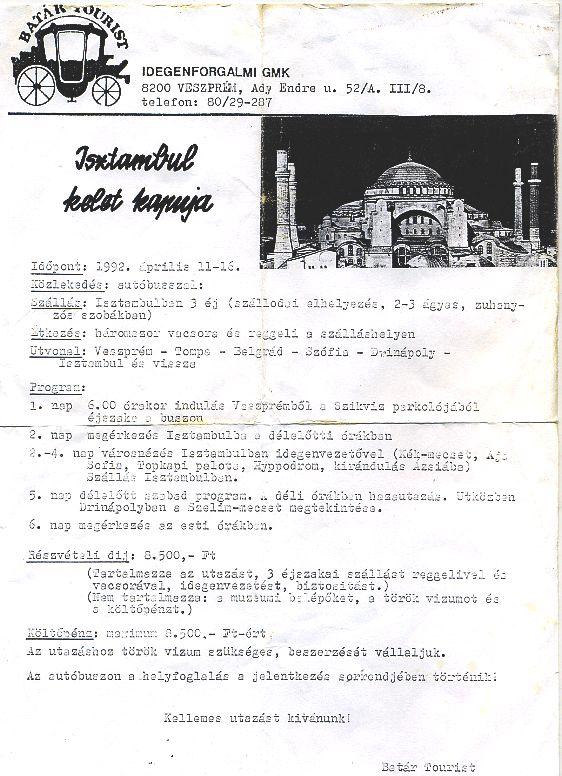 BATÁR TOURIST
IDEGENFORGALMI GMK
8200 VESZPRÉM, Ady Endre u. 52/A. III/8.
telefon: 80/29-287
Isztambul
kelet kapuja
Időpont: 1992. április 11-16.
Közlekedés: autóbusszal:
Szállás: Isztambulban 3 éj (szállodai elhelyezés, 2-3 ágyas, zuhany-
zós szobákban)
Étkezés: háromszor vacsora és reggeli a szálláshelyen
Útvonal: Veszprém - Tompa - Belgrád - Szófia - Drinápoly -
Isztambul és vissza
Program:
1. nap 6.00 órakor indulás Veszprémből a Szikviz parkolójából
éjszaka a buszon
2. nap megérkezés Isztambulba a délelőtti órákban
2.-4. nap városnézés Isztambulban idegenvezetővel (Kék-mecset, Aja
Sofia, Topkapi palota, Hyppodrom, kirándulás Ázsiába)
Szállás Isztambulban.
5. nap délelőtt szabad program. A déli órákban hazautazás. Útközben
Drinápolyban a Szelim-mecset megtekintése.
6. nap megérkezés az esti órákban.
Részvételi díj: 8.500,- Ft
(Tartalmazza az utazást, 3 éjszakai szállást reggelivel és
vacsorával, idegenvezetést, biztosítást.)
(Nem tartalmazza: a múzeumi belépőket, a török vizumot és
a költőpénzt.)
Költőpénz: maximum 8.500,- Ft-ért
Az utazáshoz török vizum szükséges, beszerzését vállaljuk.
Az autóbuszon a helyfoglalás a jelentkezés sorrendjében történik!
Kellemes utazást kívánunk!
Batár Tourist